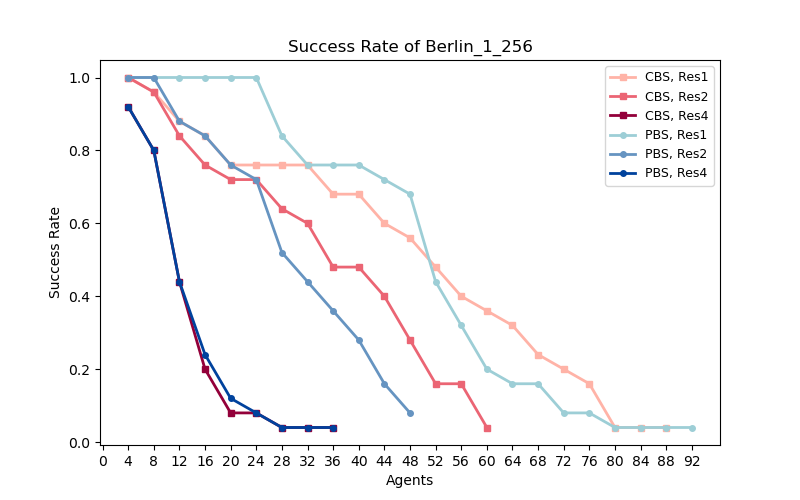 Success Rate of Berlin_1_256
CBS, Res1
CBS, Res2
CBS, Res4
PBS, Res1
PBS, Res2
PBS, Res4
Success Rate
1.0
0.8
0.6
0.4
0.2
0.0
0 4 8 12 16 20 24 28 32 36 40 44 48 52 56 60 64 68 72 76 80 84 88 92
Agents